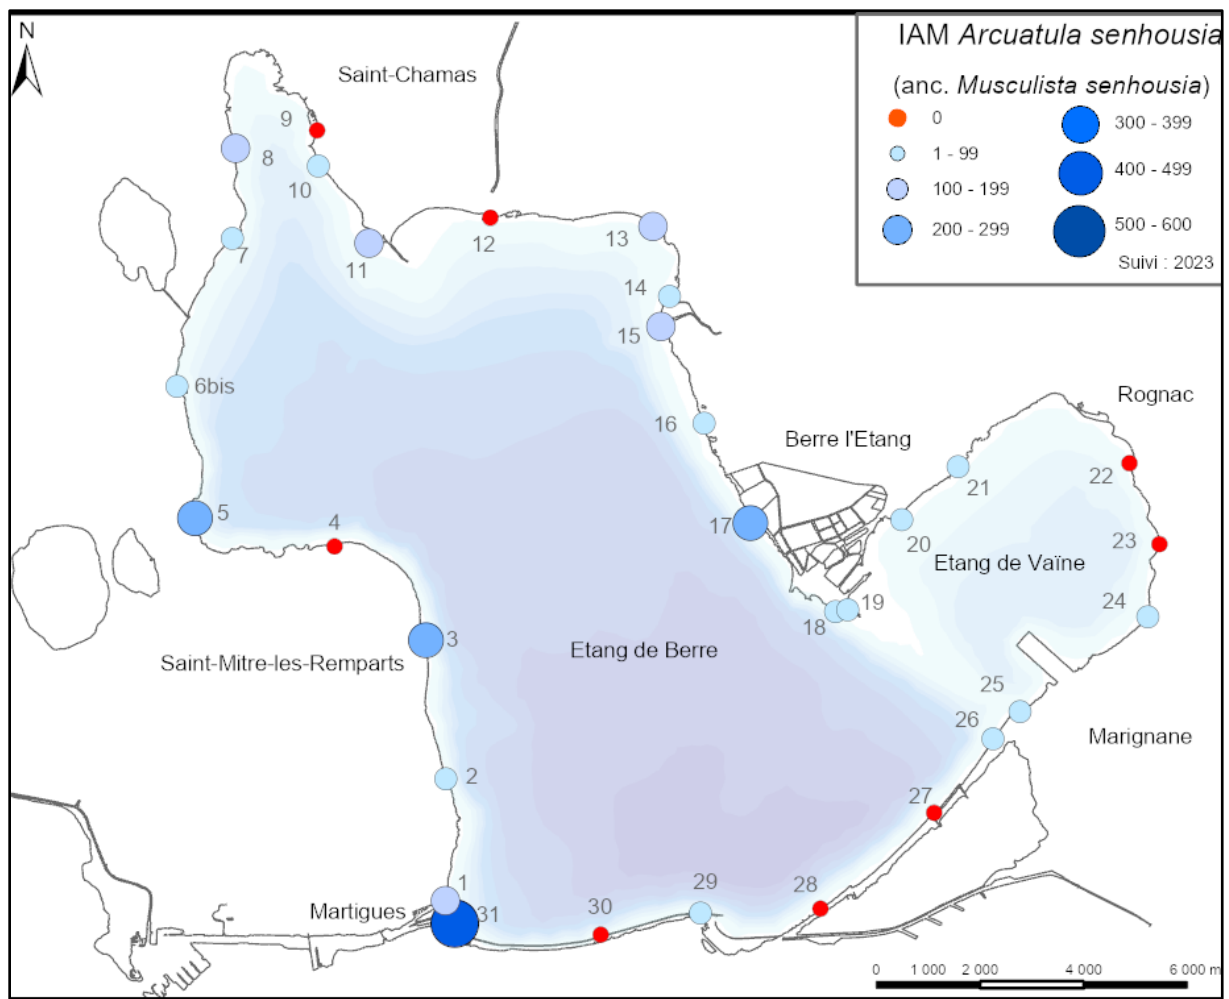 N
IAM Arcuatula senhousia
(anc. Musculista senhousia)
0
1 - 99
100 - 199
200 - 299
300 - 399
400 - 499
500 - 600
Suivi : 2023
Saint-Chamas
9
8
10
7
11
12
13
14
15
6bis
16
Rognac
Berre l'Etang
22
21
5
4
17
20
23
Etang de Vaïne
19
18
24
3
Saint-Mitre-les-Remparts
Etang de Berre
25
26
Marignane
2
27
1
Martigues
31
30
29
28
0
1 000
2 000
4 000
6 000 m